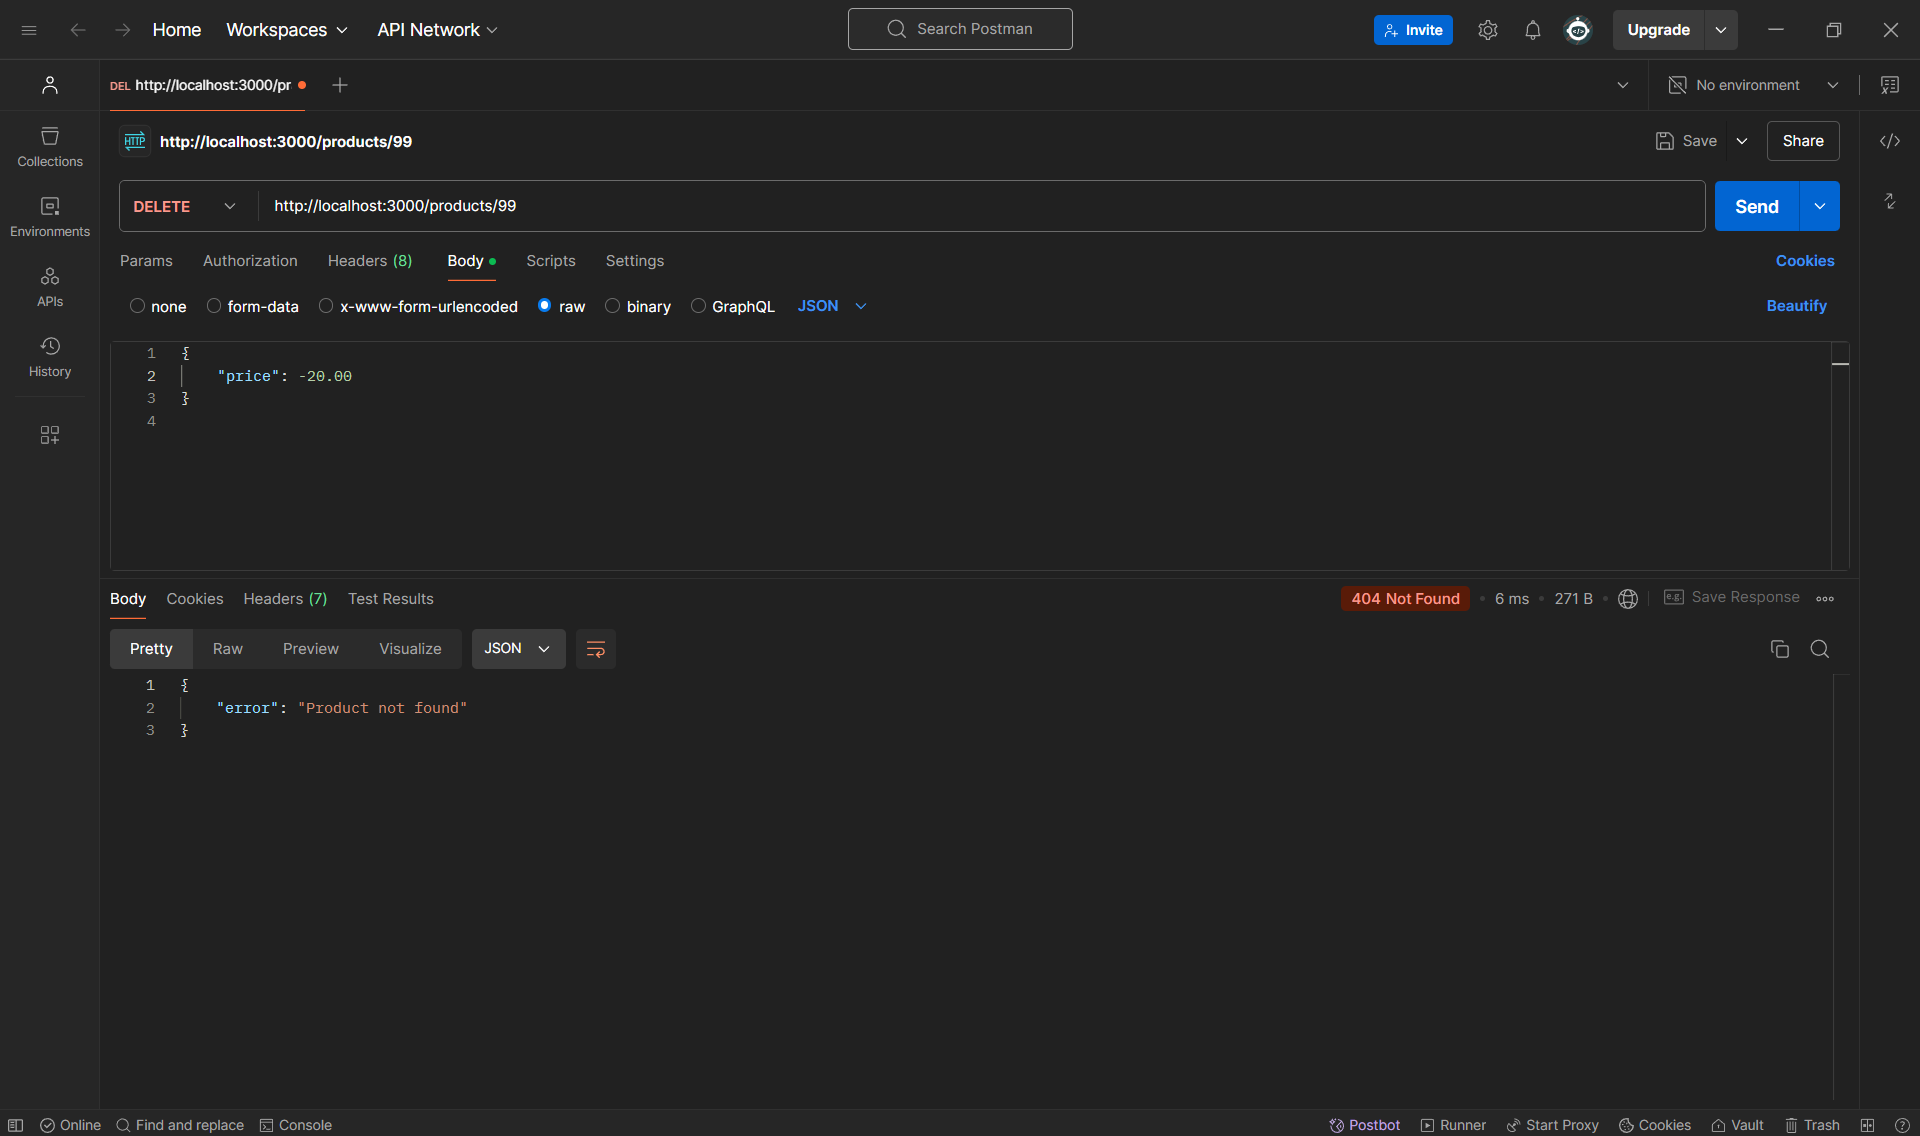 Home Workspaces API Network Search Postman Invite Upgrade
DEL http://localhost:3000/pr No environment
HTTP http://localhost:3000/products/99 Save Share
Collections
Environments
APIs
History
DELETE http://localhost:3000/products/99 Send
Params Authorization Headers (8) Body Scripts Settings Cookies
none form-data x-www-form-urlencoded raw binary GraphQL JSON Beautify
1 {
2 "price": -20.00
3 }
4
Body Cookies Headers (7) Test Results 404 Not Found 6 ms 271 B e.g. Save Response
Pretty Raw Preview Visualize JSON
1 {
2 "error": "Product not found"
3 }
Online Find and replace Console Postbot Runner Start Proxy Cookies Vault Trash